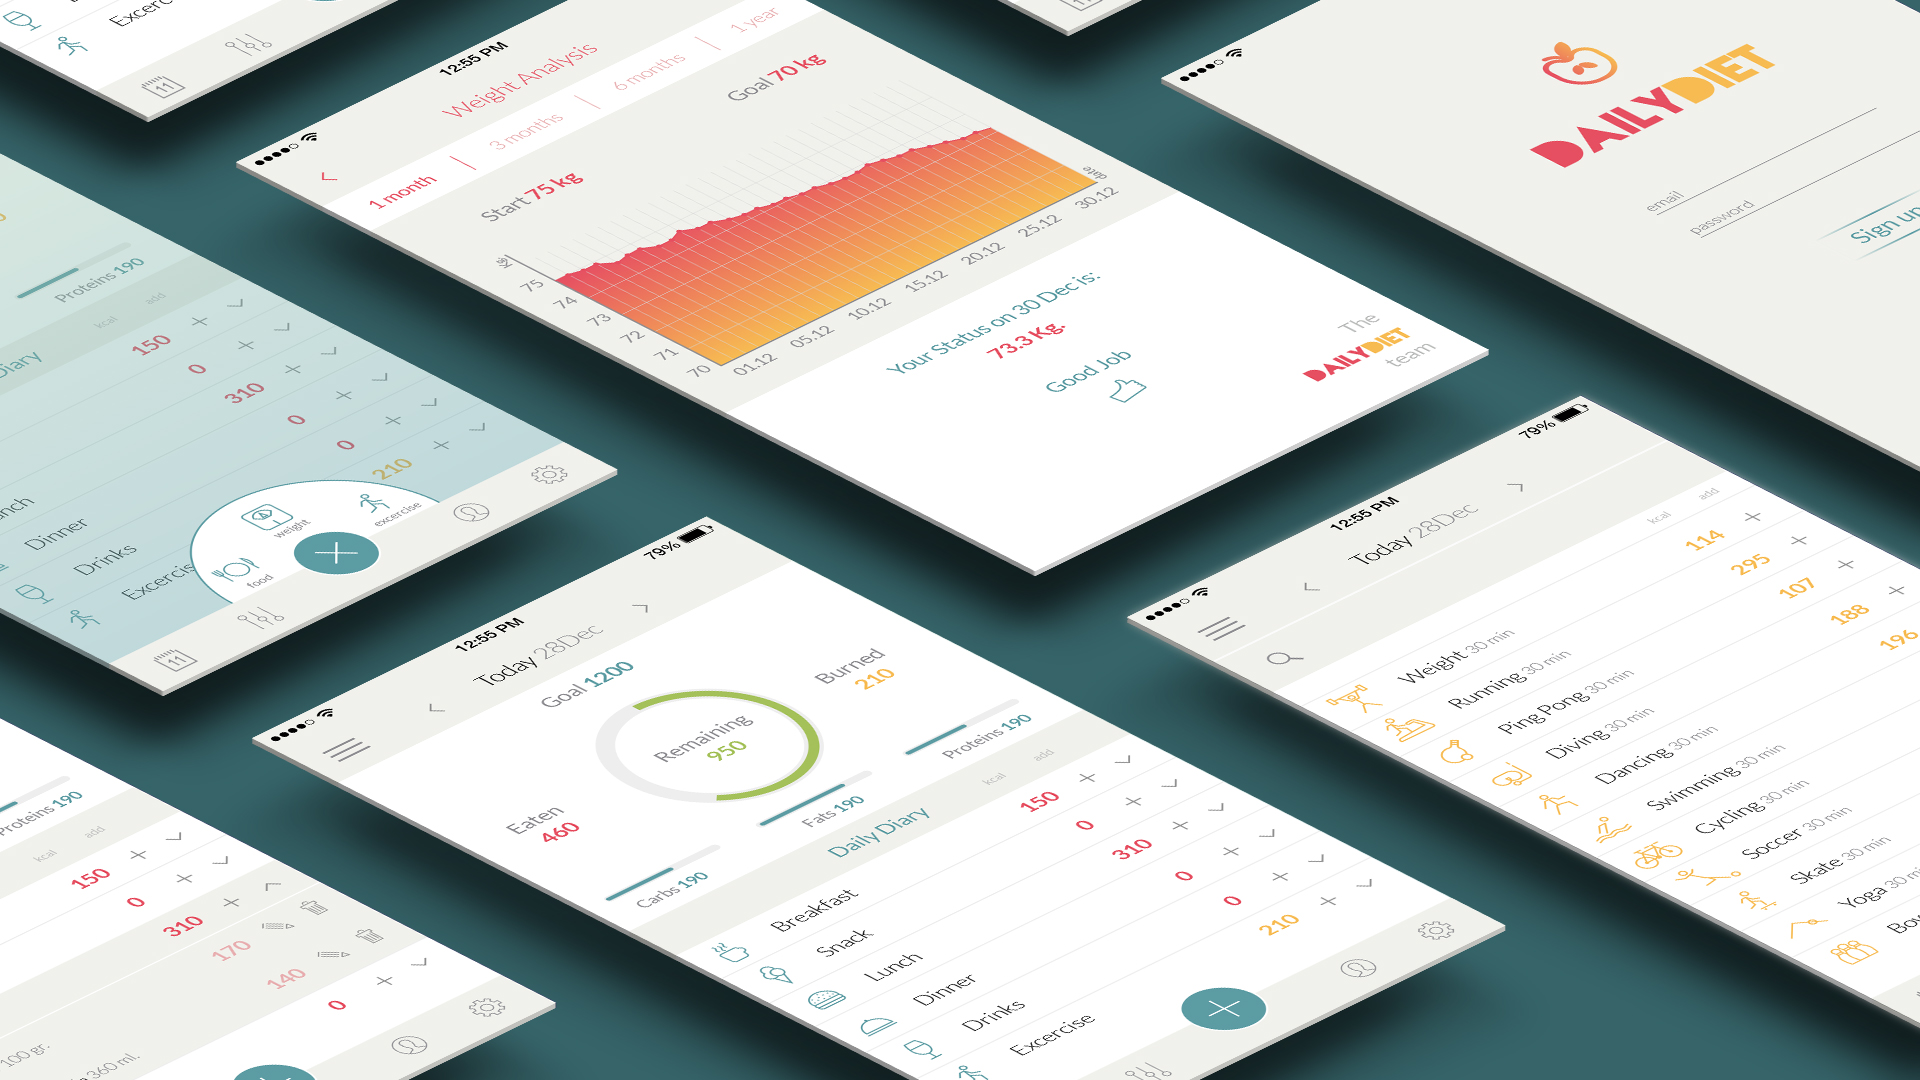 Excerc
11
Proteins 190
kcal
add
Diary
150
0
310
0
0
210
Dinner
Drinks
Excercis
weight
excercise
food
11
12:55 PM
Weight Analysis
1 month
3 months
6 months
1 year
Start 75 kg
Goal 70 kg
75
74
73
72
71
70
01.12
05.12
10.12
15.12
20.12
25.12
30.12
Your Status on 30 Dec is:
73.3 Kg.
Good Job
The
DAILYDIET
team
DAILYDIET
email
password
Sign up
79%
12:55 PM
Today 28Dec
Goal 1200
Burned
210
Remaining
950
Eaten
460
Carbs 190
Fats 190
Proteins 190
Daily Diary
kcal
add
Breakfast
150
Snack
0
Lunch
310
Dinner
0
Drinks
0
Excercise
210
79%
12:55 PM
Today 28Dec
kcal
add
Weight 30 min
114
Running 30 min
295
Ping Pong 30 min
107
Diving 30 min
188
Dancing 30 min
196
Swimming 30 min
Cycling 30 min
Soccer 30 min
Skate 30 min
Yoga 30 min
Bow
Proteins 190
kcal
add
150
0
310
170
140
0
100 gr.
360 ml.